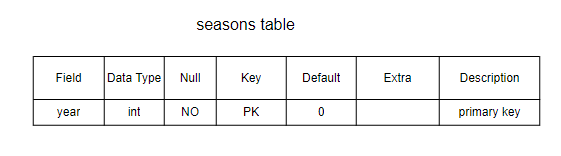 seasons table
Field Data Type Null Key Default Extra Description
year int NO PK 0 primary key